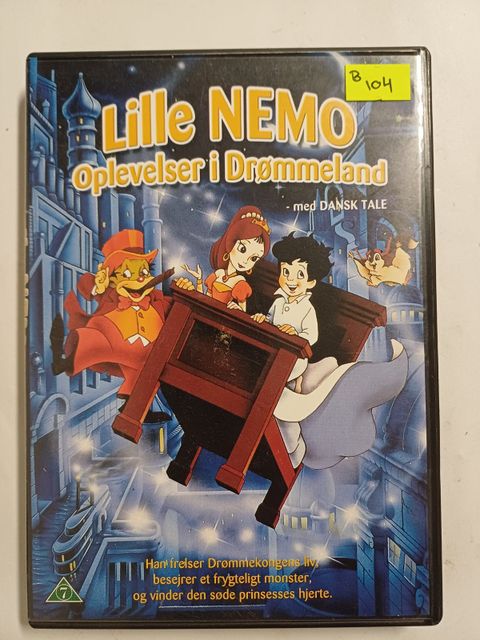 B 104
Lille NEMO
Oplevelser i Drømmeland
- med DANSK TALE
Han frelser Drømmekongens liv,
besejrer et frygteligt monster,
og vinder den søde prinsesses hjerte.
7